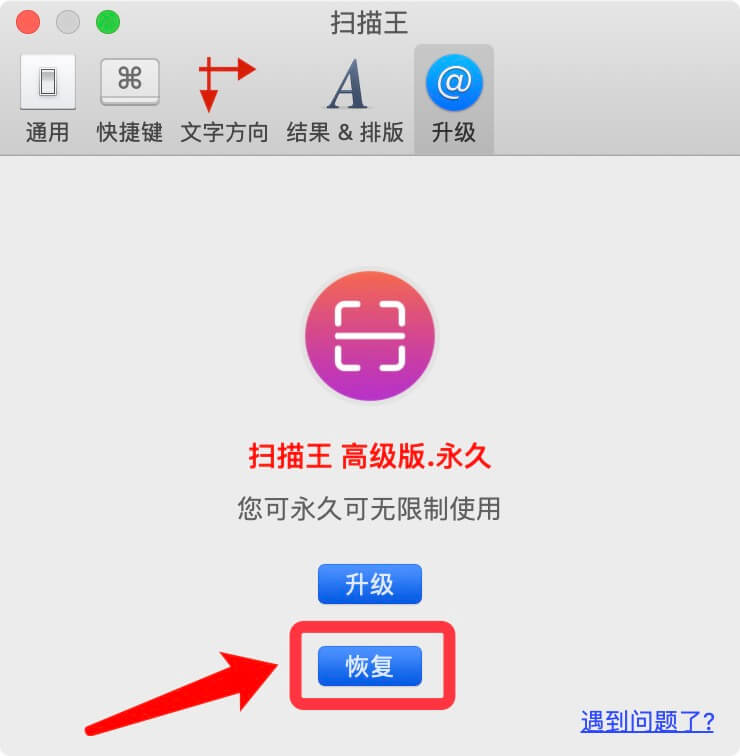 扫描王
通用 快捷键 文字方向 结果 & 排版 升级
扫描王 高级版.永久
您可永久可无限制使用
升级
恢复
遇到问题了?